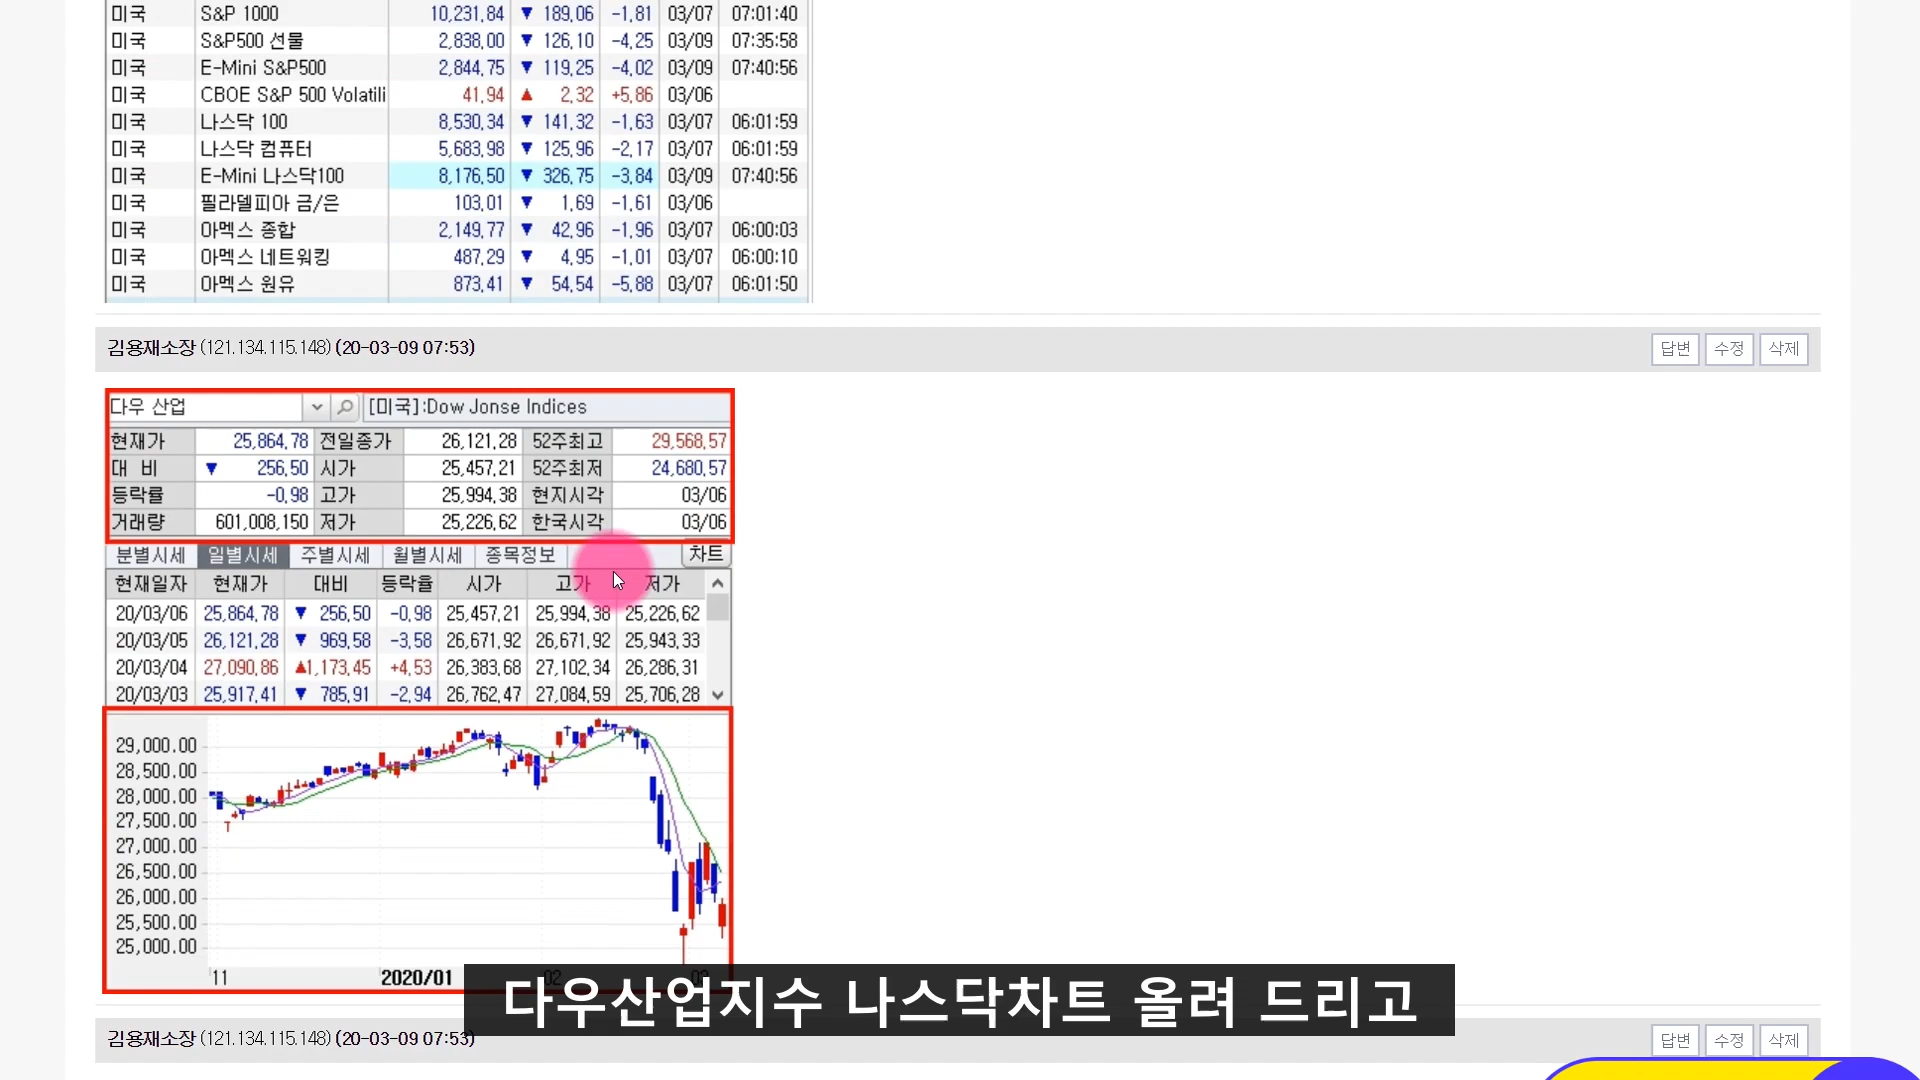 미국 S&P 1000 10,231.84 ▼ 189.06 -1.81 03/07 07:01:40
미국 S&P500 선물 2,838.00 ▼ 126.10 -4.25 03/09 07:35:58
미국 E-Mini S&P500 2,844.75 ▼ 119.25 -4.02 03/09 07:40:56
미국 CBOE S&P 500 Volatili 41.94 ▲ 2.32 +5.86 03/06
미국 나스닥 100 8,530.34 ▼ 141.32 -1.63 03/07 06:01:59
미국 나스닥 컴퓨터 5,683.98 ▼ 125.96 -2.17 03/07 06:01:59
미국 E-Mini 나스닥100 8,176.50 ▼ 326.75 -3.84 03/09 07:40:56
미국 필라델피아 금/은 103.01 ▼ 1.69 -1.61 03/06
미국 아멕스 종합 2,149.77 ▼ 42.96 -1.96 03/07 06:00:03
미국 아멕스 네트워킹 487.29 ▼ 4.95 -1.01 03/07 06:00:10
미국 아멕스 원유 873.41 ▼ 54.54 -5.88 03/07 06:01:50
김용재소장 (121.134.115.148) (20-03-09 07:53) 답변 수정 삭제
다우 산업 [미국]:Dow Jonse Indices
현재가 25,864.78 전일종가 26,121.28 52주최고 29,568.57
대 비 ▼ 256.50 시가 25,457.21 52주최저 24,680.57
등락률 -0.98 고가 25,994.38 현지시각 03/06
거래량 601,008,150 저가 25,226.62 한국시각 03/06
분별시세 일별시세 주별시세 월별시세 종목정보 차트
현재일자 현재가 대비 등락율 시가 고가 저가
20/03/06 25,864.78 ▼ 256.50 -0.98 25,457.21 25,994.38 25,226.62
20/03/05 26,121.28 ▼ 969.58 -3.58 26,671.92 26,671.92 25,943.33
20/03/04 27,090.86 ▲1,173.45 +4.53 26,383.68 27,102.34 26,286.31
20/03/03 25,917.41 ▼ 785.91 -2.94 26,762.47 27,084.59 25,706.28
29,000.00
28,500.00
28,000.00
27,500.00
27,000.00
26,500.00
26,000.00
25,500.00
25,000.00
11 2020/01 02 03
다우산업지수 나스닥차트 올려 드리고
김용재소장 (121.134.115.148) (20-03-09 07:53) 답변 수정 삭제